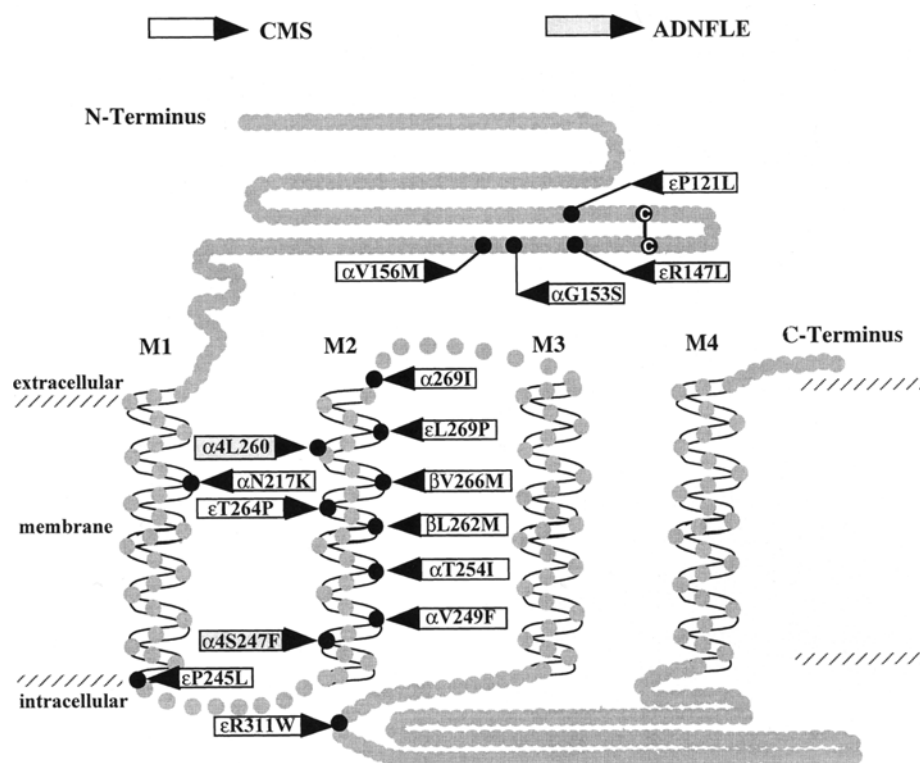 CMS ADNFLE
N-Terminus
εP121L
C
C
αV156M
εR147L
αG153S
C-Terminus
M1 M2 M3 M4
extracellular
α269I
εL269P
α4L260
αN217K
βV266M
εT264P
membrane
βL262M
αT254I
αV249F
α4S247F
εP245L
intracellular
εR311W